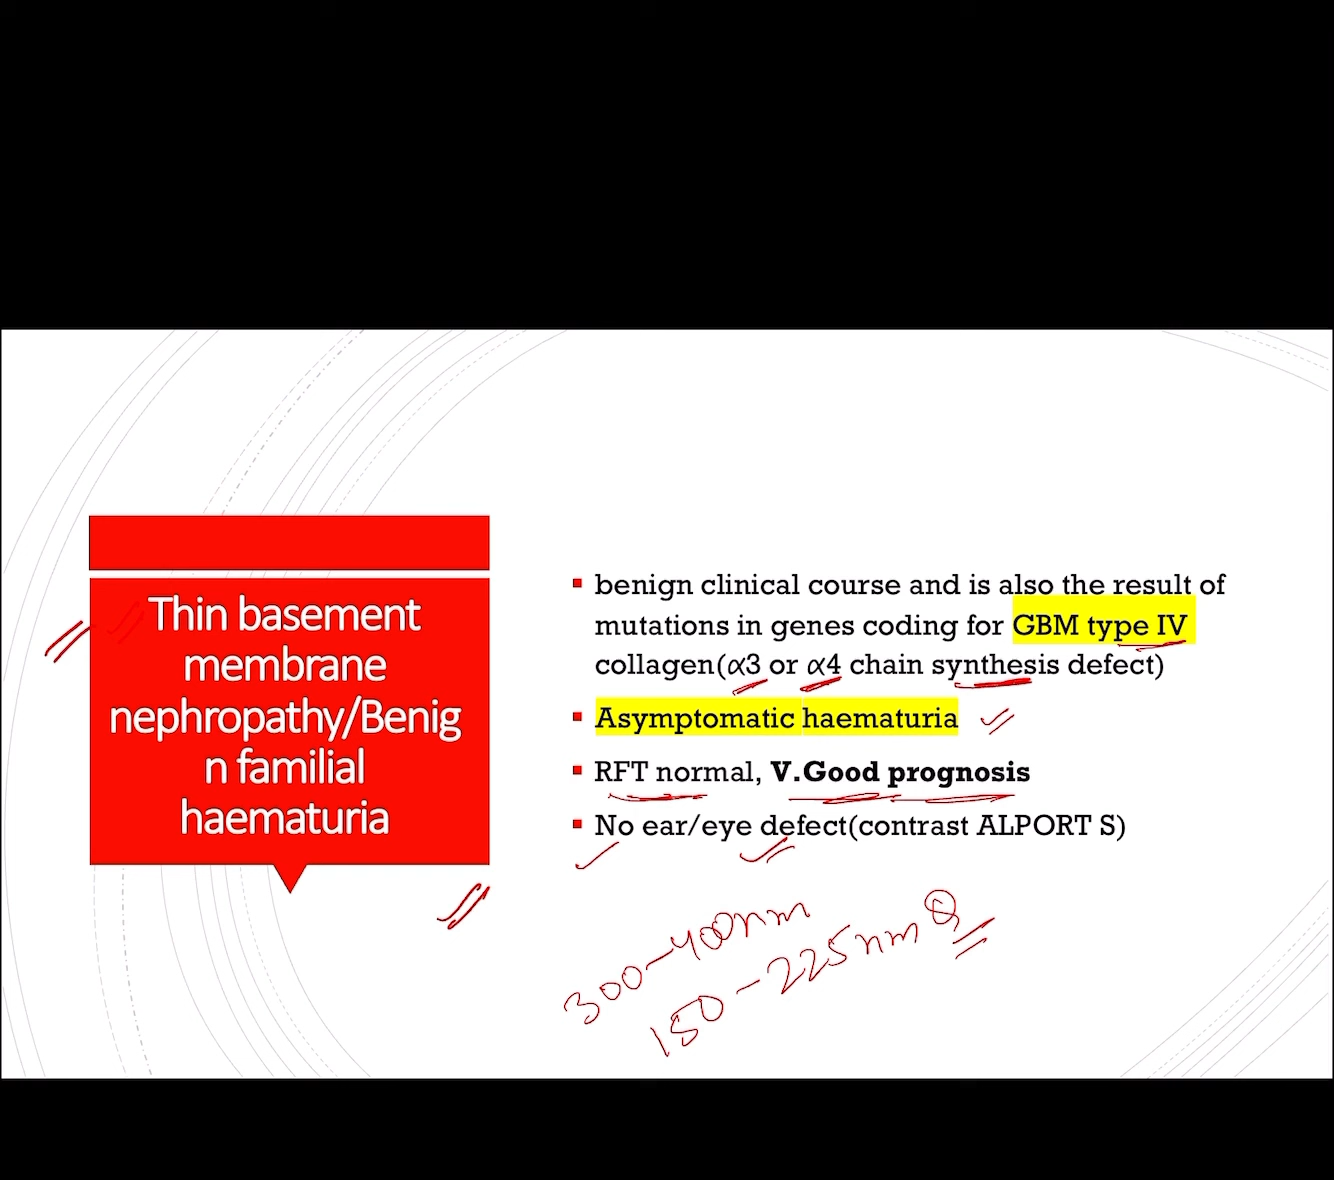 Thin basement
membrane
nephropathy/Benig
n familial
haematuria
▪ benign clinical course and is also the result of
mutations in genes coding for GBM type IV
collagen(α3 or α4 chain synthesis defect)
▪ Asymptomatic haematuria
▪ RFT normal, V.Good prognosis
▪ No ear/eye defect(contrast ALPORT S)
300-400nm
150-225nm